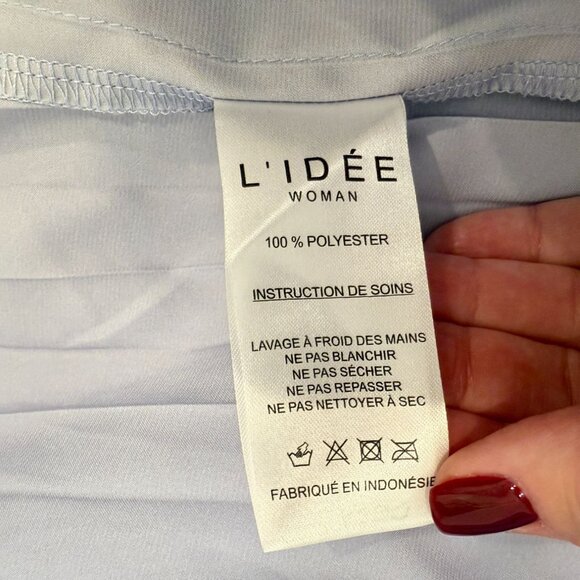 L'IDÉE
WOMAN
100 % POLYESTER
INSTRUCTION DE SOINS
LAVAGE À FROID DES MAINS
NE PAS BLANCHIR
NE PAS SÉCHER
NE PAS REPASSER
NE PAS NETTOYER À SEC
FABRIQUÉ EN INDONÉSIE